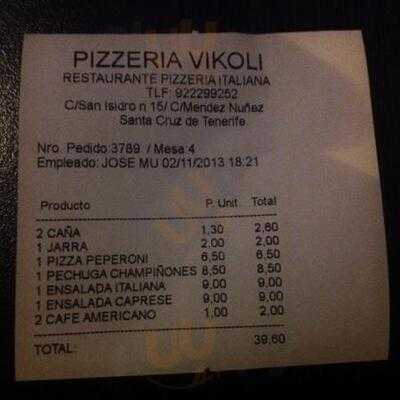 PIZZERIA VIKOLI
RESTAURANTE PIZZERIA ITALIANA
TLF: 922299252
C/San Isidro n 15/ C/Mendez Nuñez
Santa Cruz de Tenerife
Nro. Pedido:3789 / Mesa:4
Empleado: JOSE MU 02/11/2013 18:21
Producto P. Unit. Total
2 CAÑA 1,30 2,60
1 JARRA 2,00 2,00
1 PIZZA PEPERONI 6,50 6,50
1 PECHUGA CHAMPIÑONES 8,50 8,50
1 ENSALADA ITALIANA 9,00 9,00
1 ENSALADA CAPRESE 9,00 9,00
2 CAFE AMERICANO 1,00 2,00
TOTAL: 39,60